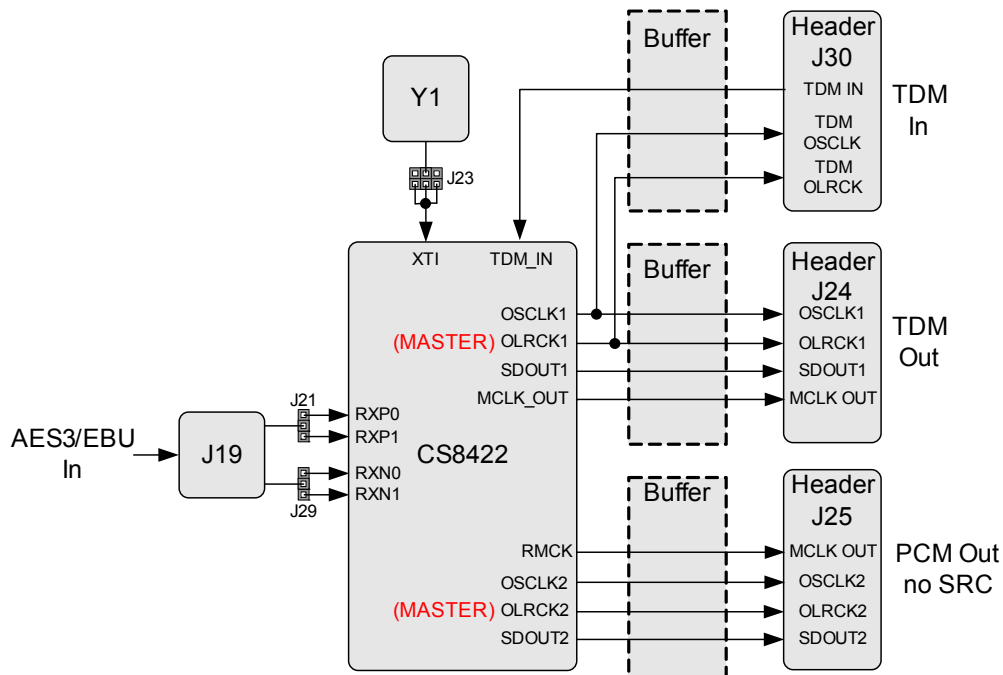 Buffer
Header
J30
TDM IN
TDM
OSCLK
TDM
OLRCK
TDM
In
Y1
J23
XTI
TDM_IN
OSCLK1
(MASTER) OLRCK1
SDOUT1
MCLK_OUT
Buffer
Header
J24
OSCLK1
OLRCK1
SDOUT1
MCLK OUT
TDM
Out
AES3/EBU
In
J19
J21
J29
RXP0
RXP1
RXN0
RXN1
CS8422
RMCK
OSCLK2
(MASTER) OLRCK2
SDOUT2
Buffer
Header
J25
MCLK OUT
OSCLK2
OLRCK2
SDOUT2
PCM Out
no SRC